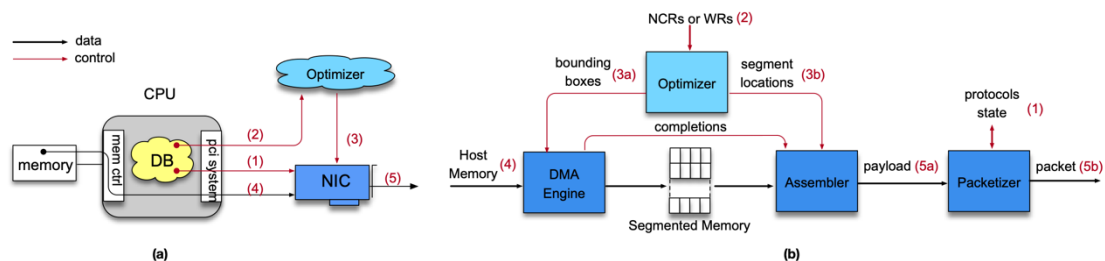 data
control
CPU
Optimizer
mem ctrl
DB
pci system
memory
NIC
(2)
(1)
(3)
(4)
(5)
(a)
NCRs or WRs (2)
bounding
boxes
(3a)
Optimizer
segment
locations
(3b)
completions
protocols
state
(1)
Host
Memory
(4)
DMA
Engine
Segmented Memory
Assembler
payload (5a)
Packetizer
packet (5b)
(b)